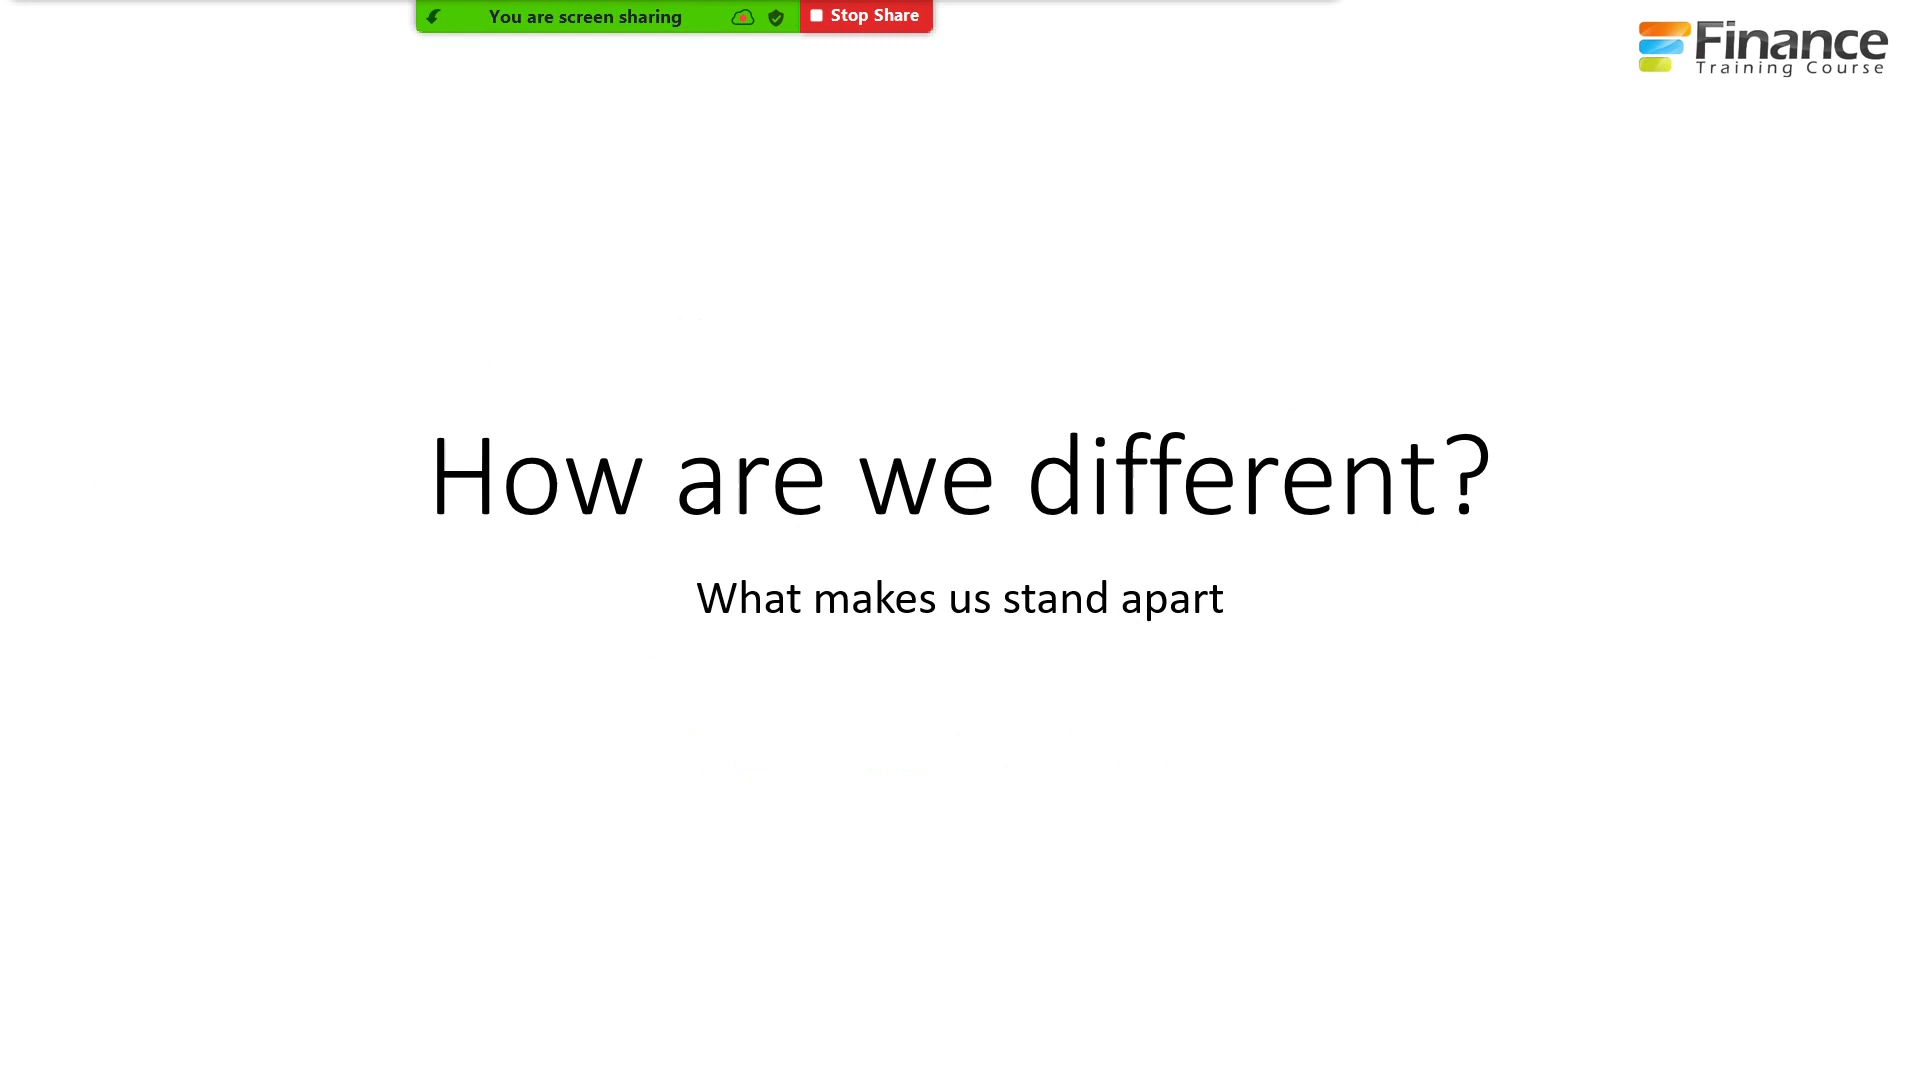 You are screen sharing
Stop Share
Finance
Training Course
How are we different?
What makes us stand apart